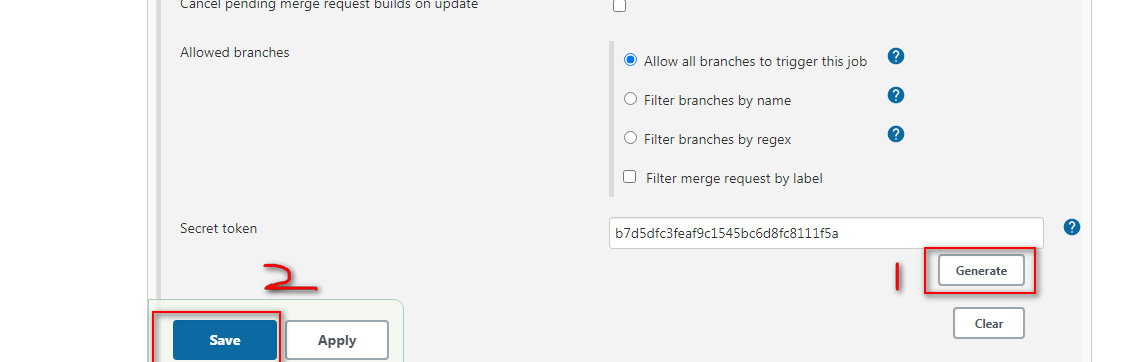 Cancel pending merge request builds on update
Allowed branches
Allow all branches to trigger this job
?
Filter branches by name
?
Filter branches by regex
?
Filter merge request by label
Secret token
b7d5dfc3feaf9c1545bc6d8fc8111f5a
?
1
Generate
2
Clear
Save
Apply